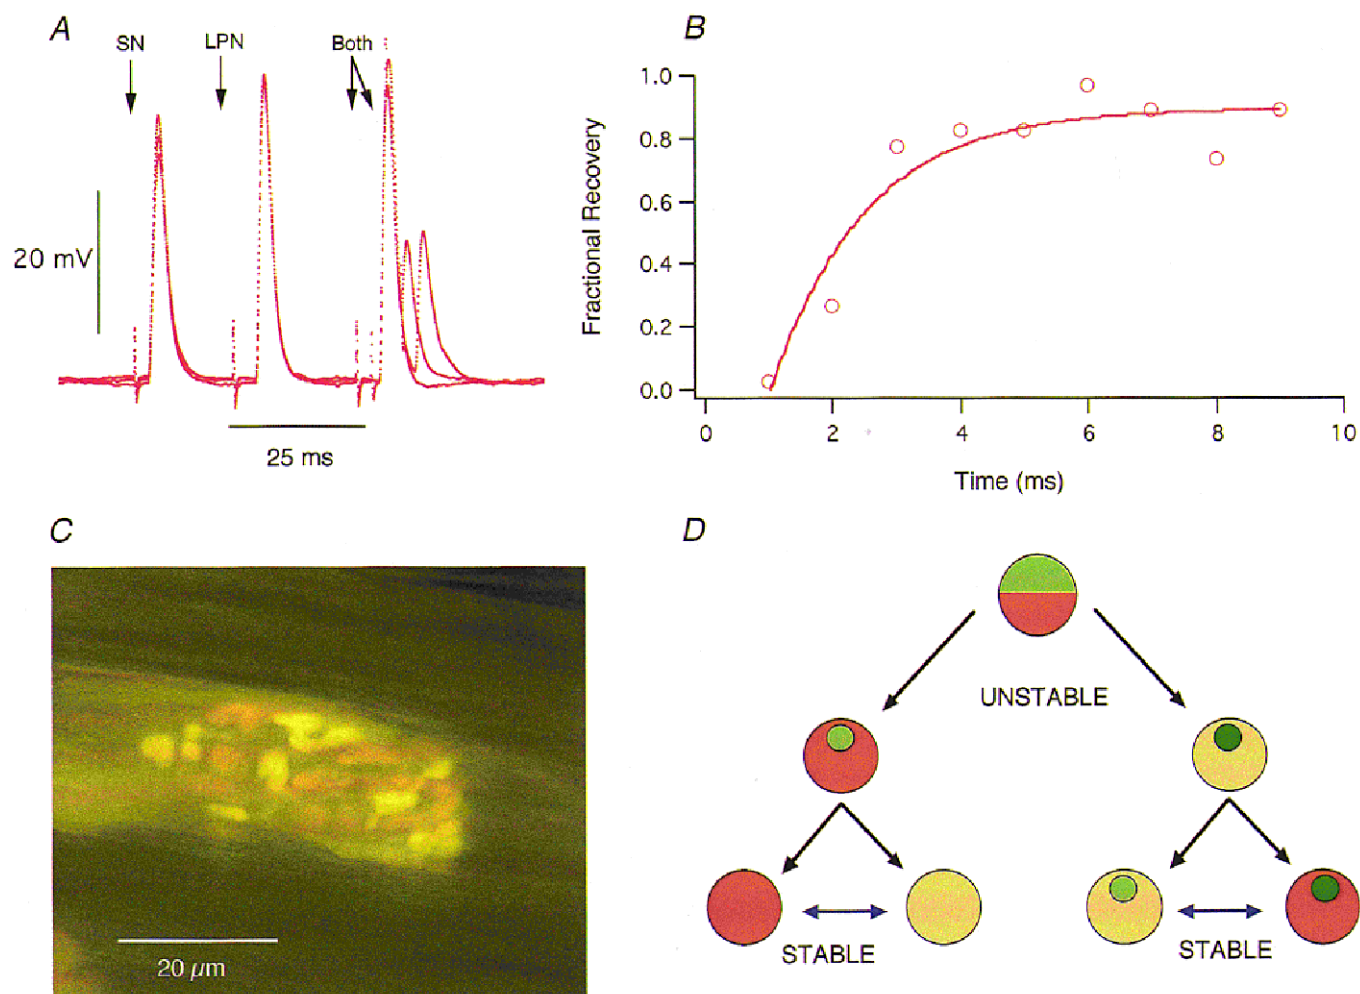 A
SN
LPN
Both
20 mV
25 ms
B
1.0
0.8
0.6
0.4
0.2
0.0
Fractional Recovery
0
2
4
6
8
10
Time (ms)
C
20 µm
D
UNSTABLE
STABLE
STABLE